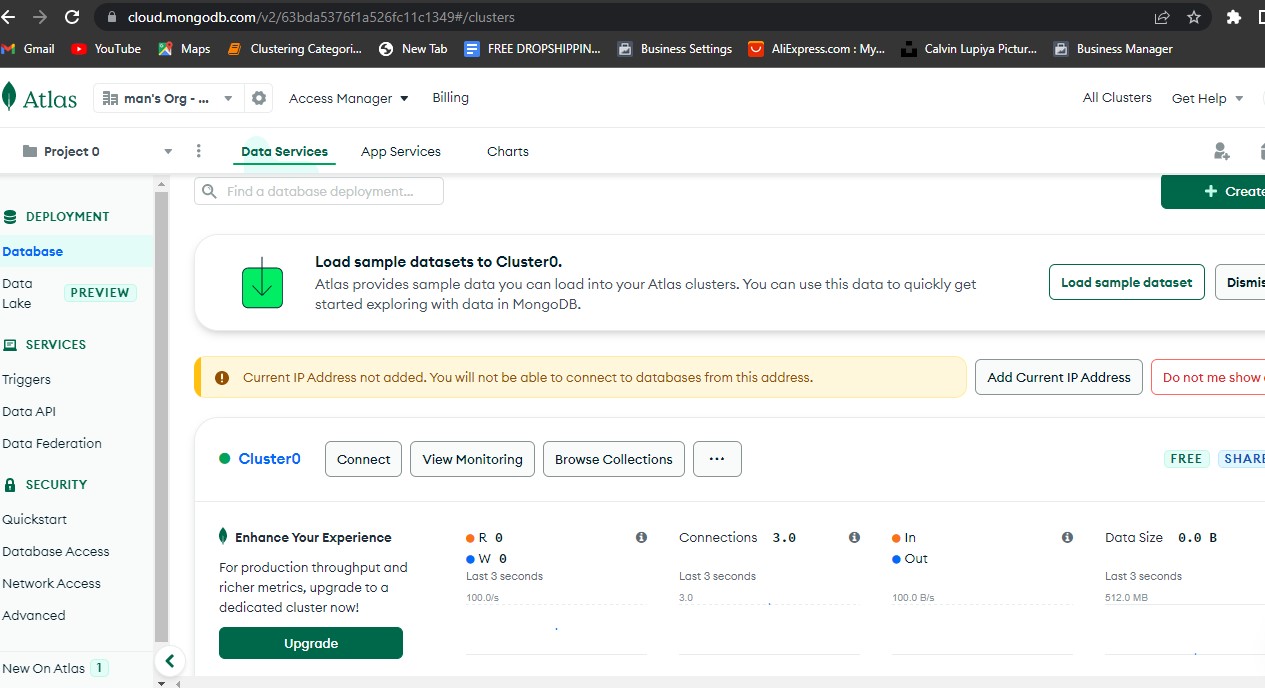 cloud.mongodb.com/v2/63bda5376f1a526fc11c1349#/clusters
Gmail YouTube Maps Clustering Categori... New Tab FREE DROPSHIPPIN... Business Settings AliExpress.com : My... Calvin Lupiya Pictur... Business Manager
Atlas man's Org - ... Access Manager Billing All Clusters Get Help
Project 0 Data Services App Services Charts
Find a database deployment...
+ Create
DEPLOYMENT
Database
Data Lake PREVIEW
SERVICES
Triggers
Data API
Data Federation
SECURITY
Quickstart
Database Access
Network Access
Advanced
New On Atlas 1
Load sample datasets to Cluster0.
Atlas provides sample data you can load into your Atlas clusters. You can use this data to quickly get
started exploring with data in MongoDB.
Load sample dataset Dismis
Current IP Address not added. You will not be able to connect to databases from this address.
Add Current IP Address Do not me show
Cluster0 Connect View Monitoring Browse Collections ... FREE SHARE
Enhance Your Experience
For production throughput and
richer metrics, upgrade to a
dedicated cluster now!
Upgrade
R 0
W 0
Last 3 seconds
100.0/s
Connections 3.0
Last 3 seconds
3.0
In
Out
Last 3 seconds
100.0 B/s
Data Size 0.0 B
Last 3 seconds
512.0 MB